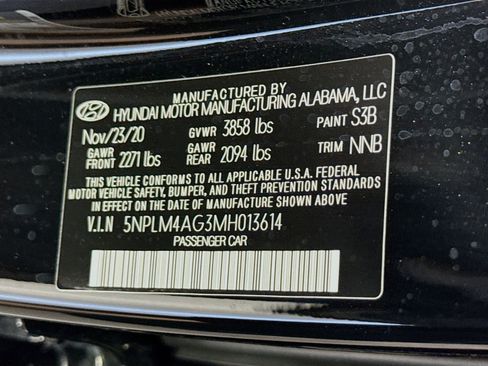 MANUFACTURED BY
HYUNDAI MOTOR MANUFACTURING ALABAMA, LLC
Nov/23/20 GVWR 3858 lbs PAINT S3B
GAWR FRONT 2271 lbs GAWR REAR 2094 lbs TRIM NNB
THIS VEHICLE CONFORMS TO ALL APPLICABLE U.S.A. FEDERAL
MOTOR VEHICLE SAFETY, BUMPER, AND THEFT PREVENTION STANDARDS
IN EFFECT ON THE DATE OF MANUFACTURE SHOWN ABOVE
V.I.N 5NPLM4AG3MH013614
PASSENGER CAR